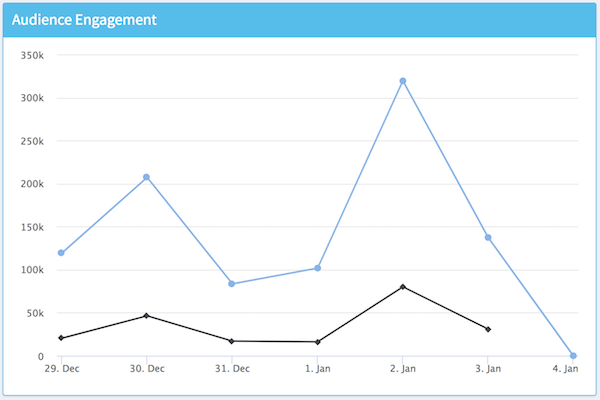 Audience Engagement
350k
300k
250k
200k
150k
100k
50k
0
29. Dec 30. Dec 31. Dec 1. Jan 2. Jan 3. Jan 4. Jan